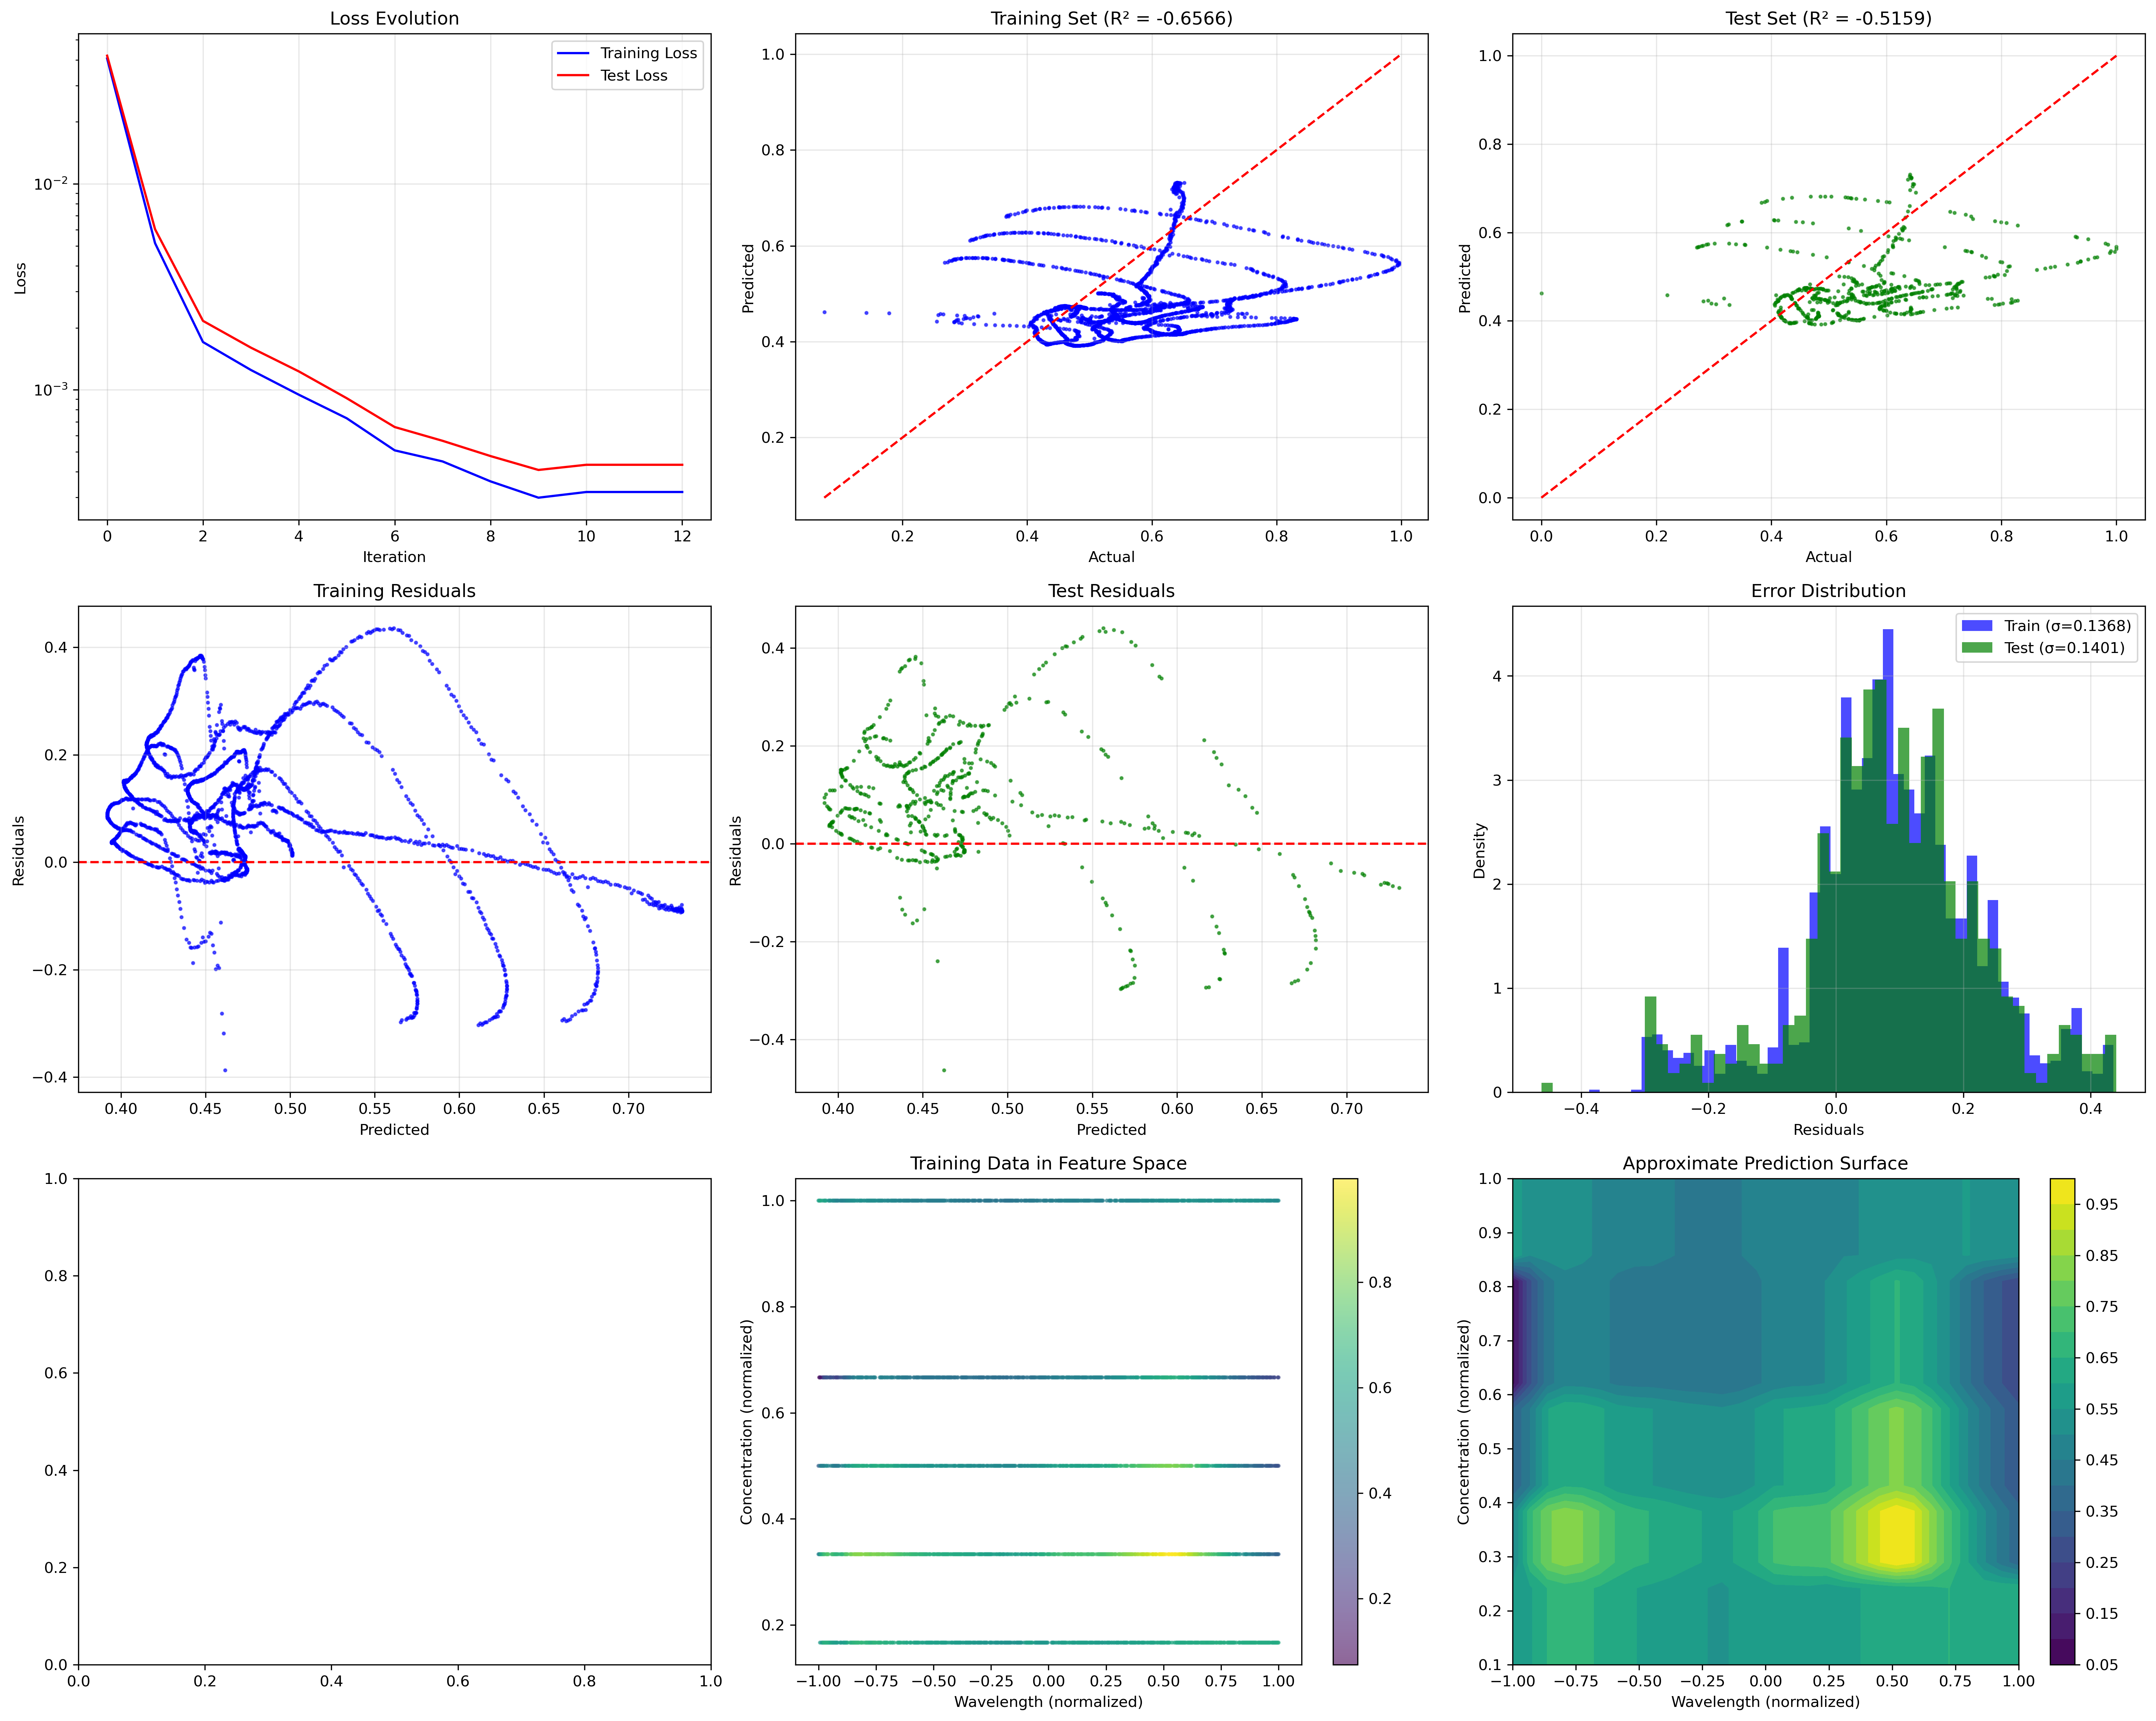 Loss Evolution
Training Loss
Test Loss
10⁻²
10⁻³
Loss
0 2 4 6 8 10 12
Iteration
Training Set (R² = -0.6566)
1.0
0.8
0.6
0.4
0.2
Predicted
0.2 0.4 0.6 0.8 1.0
Actual
Test Set (R² = -0.5159)
1.0
0.8
0.6
0.4
0.2
0.0
Predicted
0.0 0.2 0.4 0.6 0.8 1.0
Actual
Training Residuals
0.4
0.2
0.0
−0.2
−0.4
Residuals
0.40 0.45 0.50 0.55 0.60 0.65 0.70
Predicted
Test Residuals
0.4
0.2
0.0
−0.2
−0.4
Residuals
0.40 0.45 0.50 0.55 0.60 0.65 0.70
Predicted
Error Distribution
Train (σ=0.1368)
Test (σ=0.1401)
4
3
2
1
0
Density
−0.4 −0.2 0.0 0.2 0.4
Residuals
1.0
0.8
0.6
0.4
0.2
0.0
0.0 0.2 0.4 0.6 0.8 1.0
Training Data in Feature Space
1.0
0.8
0.6
0.4
0.2
Concentration (normalized)
−1.00 −0.75 −0.50 −0.25 0.00 0.25 0.50 0.75 1.00
Wavelength (normalized)
0.8
0.6
0.4
0.2
Approximate Prediction Surface
1.0
0.9
0.8
0.7
0.6
0.5
0.4
0.3
0.2
0.1
Concentration (normalized)
−1.00 −0.75 −0.50 −0.25 0.00 0.25 0.50 0.75 1.00
Wavelength (normalized)
0.95
0.85
0.75
0.65
0.55
0.45
0.35
0.25
0.15
0.05